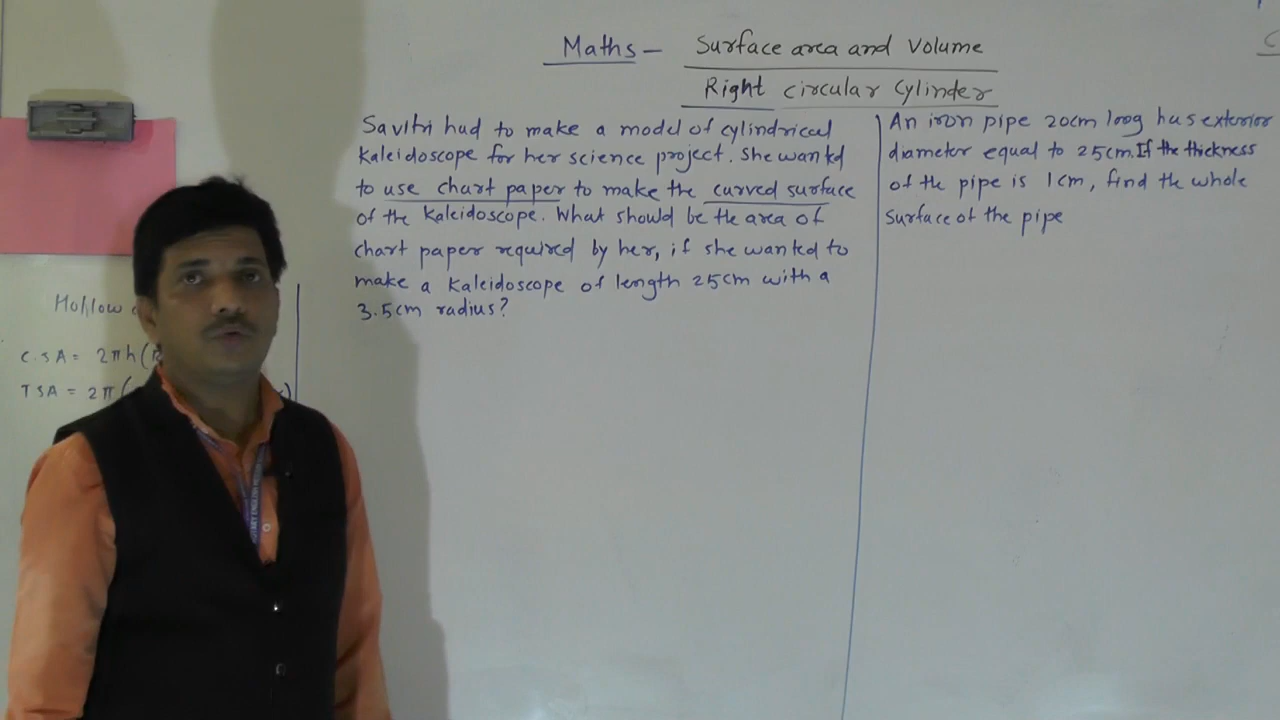 Maths — Surface area and Volume
Right circular Cylinder
Savitri had to make a model of cylindrical
Kaleidoscope for her science project. She wanted
to use chart paper to make the curved surface
of the Kaleidoscope. What should be the area of
chart paper required by her, if she wanted to
make a Kaleidoscope of length 25cm with a
3.5cm radius?
An iron pipe 20cm long has exterior
diameter equal to 25cm. If the thickness
of the pipe is 1cm, find the whole
surface of the pipe
Hollow
C.S.A = 2πh(
TSA = 2π(